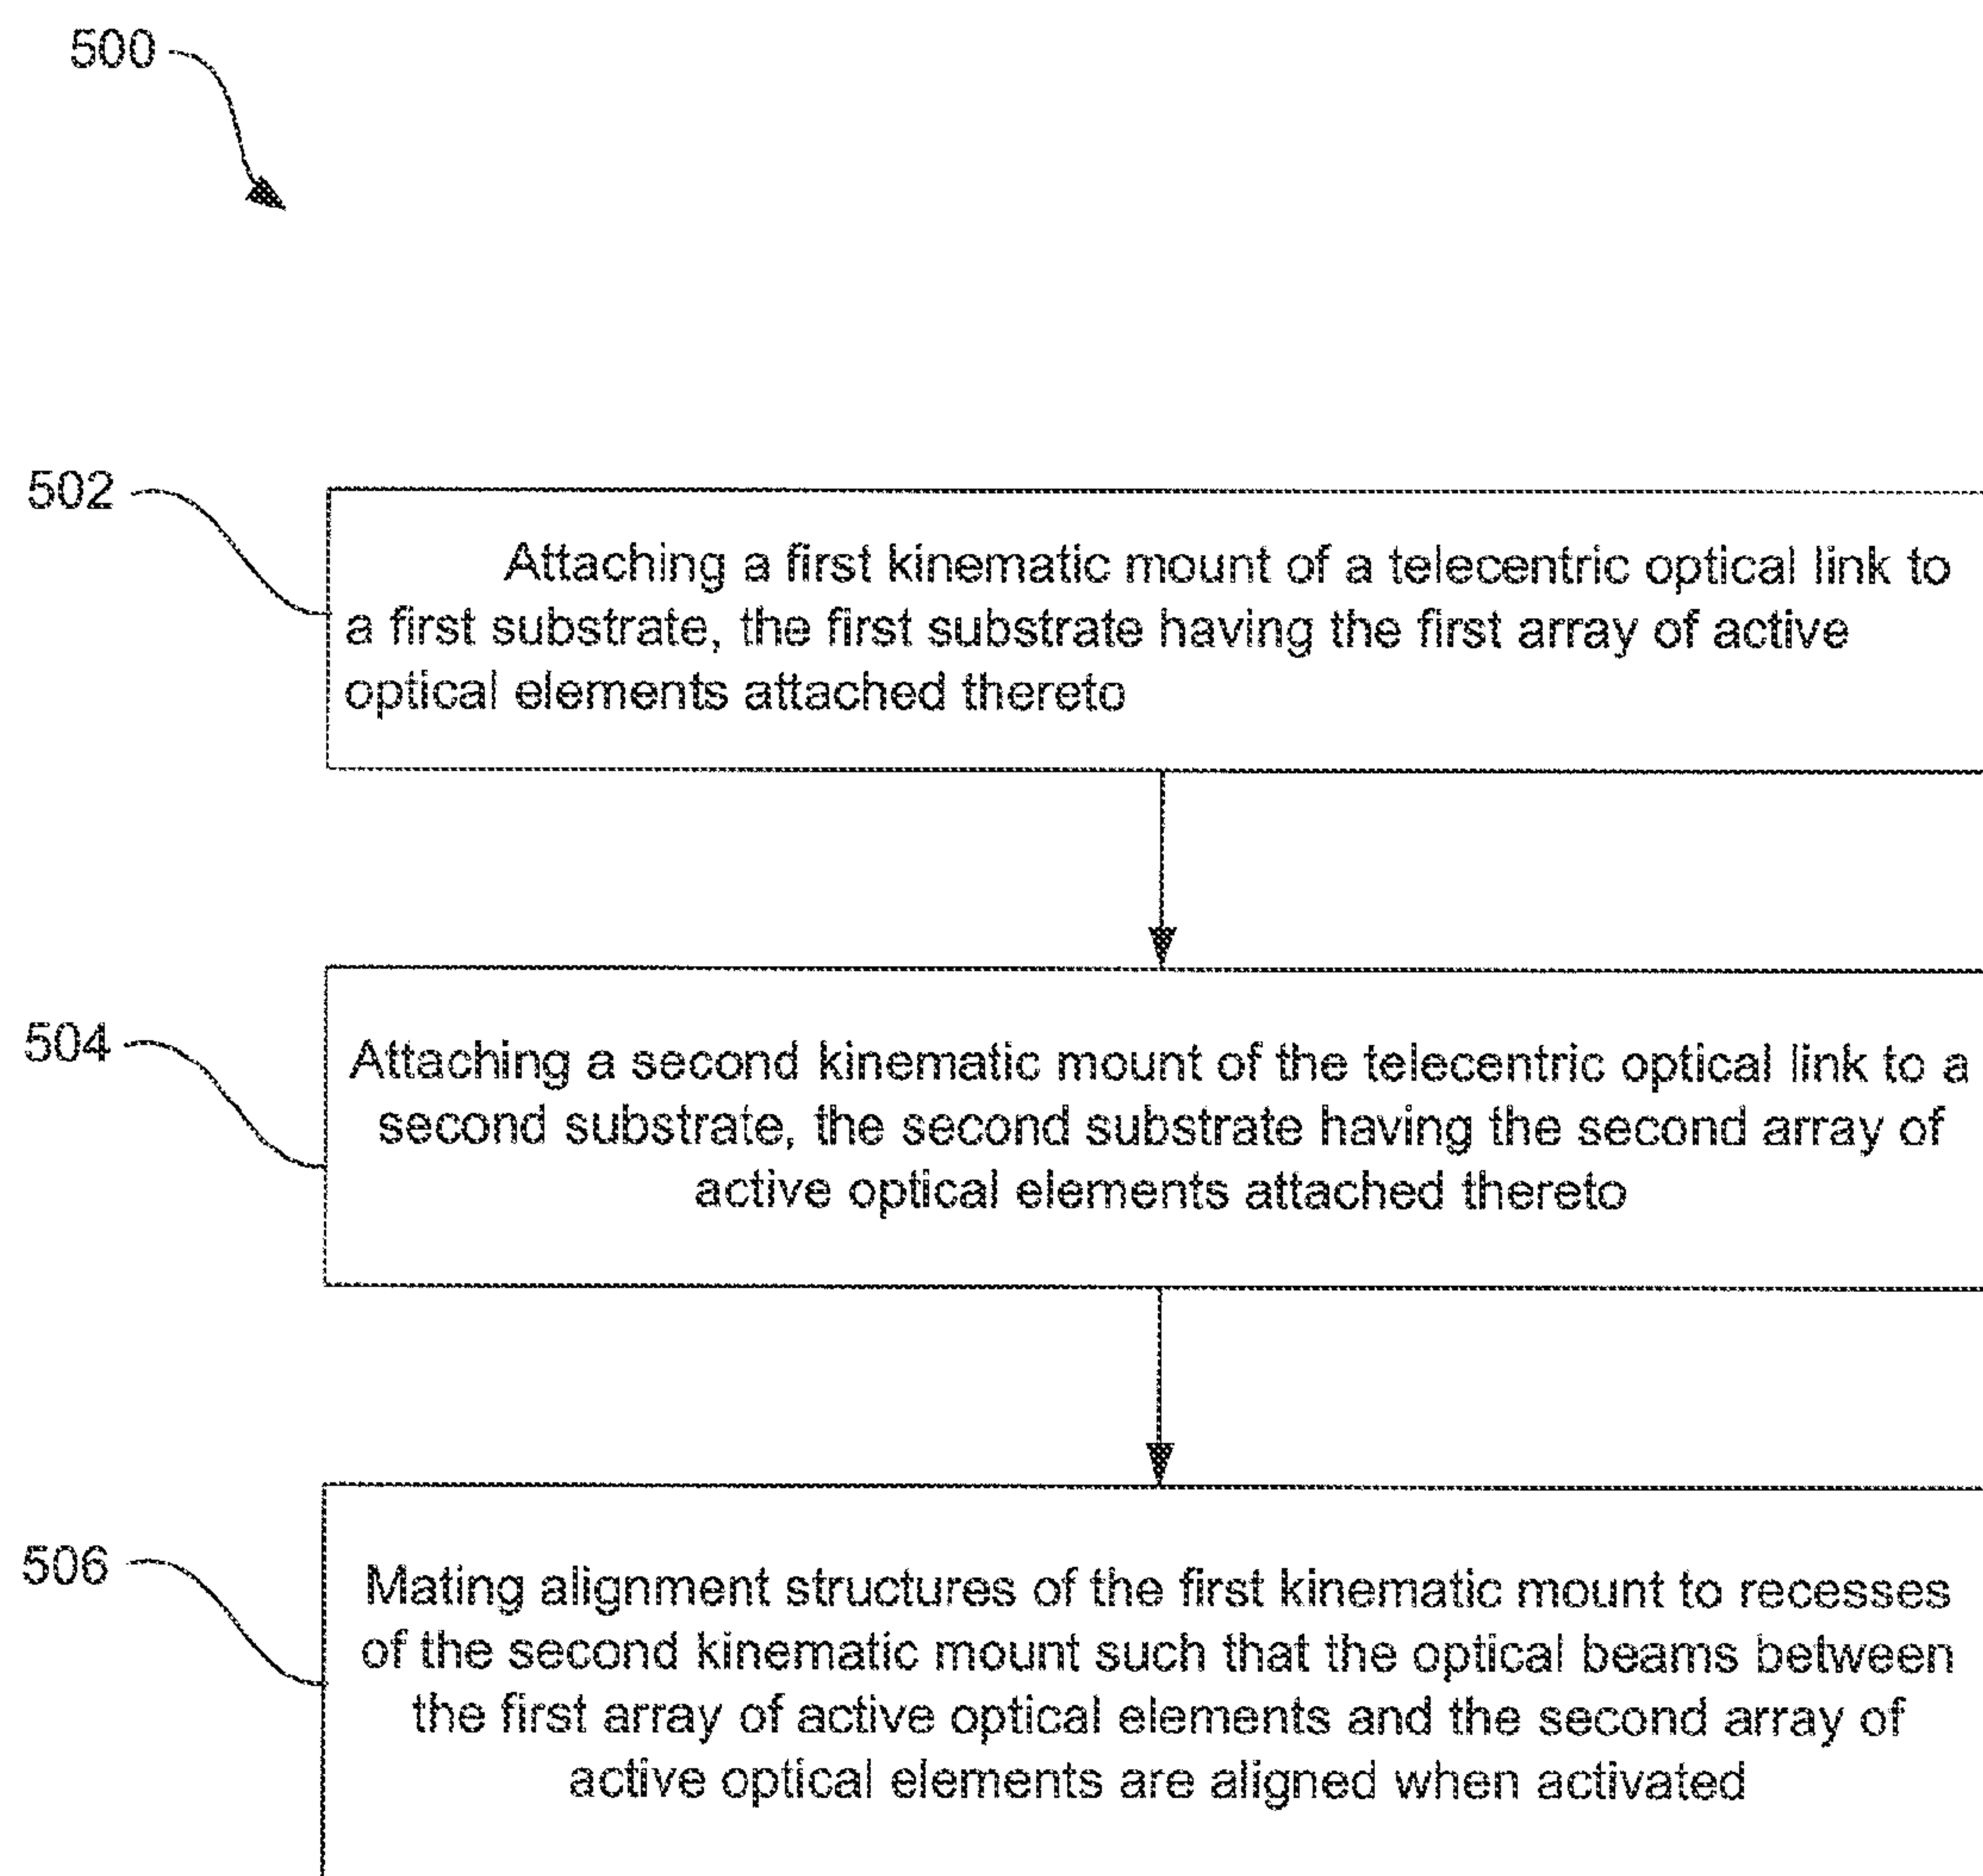 500
502
Attaching a first kinematic mount of a telecentric optical link to
a first substrate, the first substrate having the first array of active
optical elements attached thereto
504
Attaching a second kinematic mount of the telecentric optical link to a
second substrate, the second substrate having the second array of
active optical elements attached thereto
506
Mating alignment structures of the first kinematic mount to recesses
of the second kinematic mount such that the optical beams between
the first array of active optical elements and the second array of
active optical elements are aligned when activated